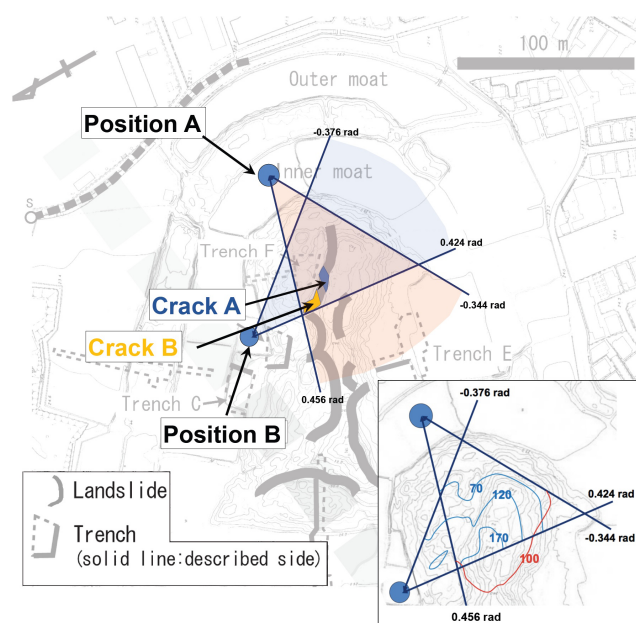 100 m
Outer moat
Position A
-0.376 rad
Inner moat
S
0.424 rad
Trench F
Crack A
-0.344 rad
Crack B
Trench E
0.456 rad
Trench C
Position B
-0.376 rad
70
120
0.424 rad
170
-0.344 rad
100
0.456 rad
Landslide
Trench
(solid line:described side)